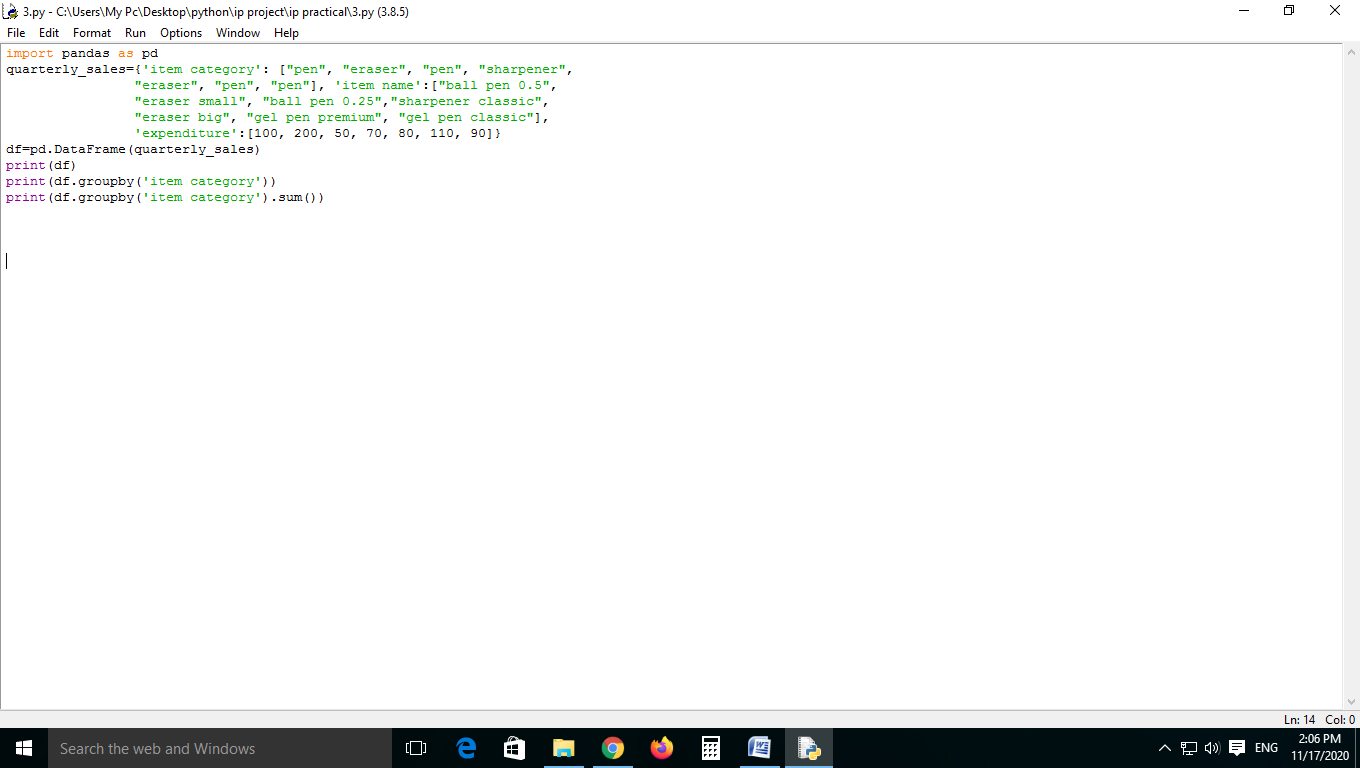 3.py - C:\Users\My Pc\Desktop\python\ip project\ip practical\3.py (3.8.5)
File Edit Format Run Options Window Help
import pandas as pd
quarterly_sales={'item category': ["pen", "eraser", "pen", "sharpener",
                "eraser", "pen", "pen"], 'item name':["ball pen 0.5",
                "eraser small", "ball pen 0.25","sharpener classic",
                "eraser big", "gel pen premium", "gel pen classic"],
                'expenditure':[100, 200, 50, 70, 80, 110, 90]}
df=pd.DataFrame(quarterly_sales)
print(df)
print(df.groupby('item category'))
print(df.groupby('item category').sum())
Ln: 14 Col: 0
Search the web and Windows
ENG
2:06 PM
11/17/2020